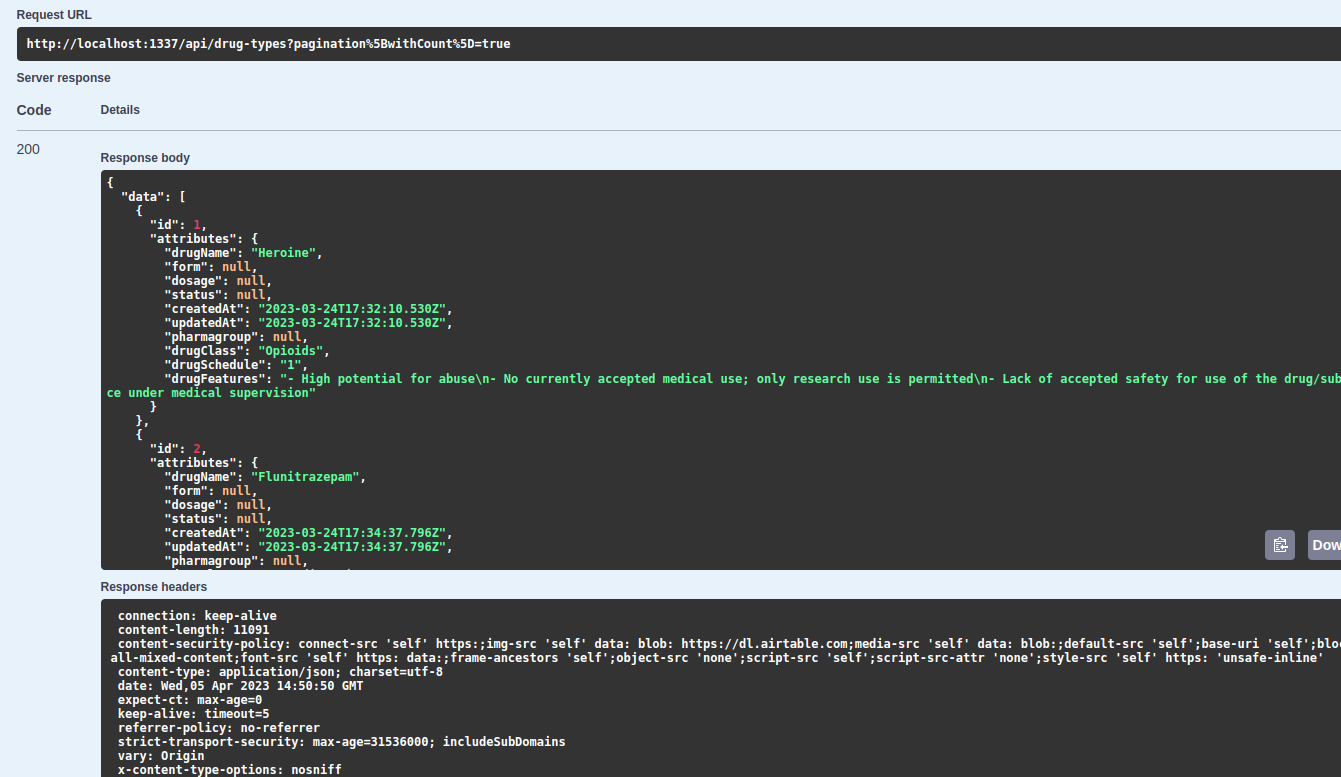 Request URL
http://localhost:1337/api/drug-types?pagination%5BwithCount%5D=true
Server response
Code Details
200
Response body
{
"data": [
{
"id": 1,
"attributes": {
"drugName": "Heroine",
"form": null,
"dosage": null,
"status": null,
"createdAt": "2023-03-24T17:32:10.530Z",
"updatedAt": "2023-03-24T17:32:10.530Z",
"pharmagroup": null,
"drugClass": "Opioids",
"drugSchedule": "1",
"drugFeatures": "- High potential for abuse\n- No currently accepted medical use; only research use is permitted\n- Lack of accepted safety for use of the drug/sub
ce under medical supervision"
}
},
{
"id": 2,
"attributes": {
"drugName": "Flunitrazepam",
"form": null,
"dosage": null,
"status": null,
"createdAt": "2023-03-24T17:34:37.796Z",
"updatedAt": "2023-03-24T17:34:37.796Z",
"pharmagroup": null,
Dow
Response headers
connection: keep-alive
content-length: 11091
content-security-policy: connect-src 'self' https:;img-src 'self' data: blob: https://dl.airtable.com;media-src 'self' data: blob:;default-src 'self';base-uri 'self';bloc
all-mixed-content;font-src 'self' https: data:;frame-ancestors 'self';object-src 'none';script-src 'self';script-src-attr 'none';style-src 'self' https: 'unsafe-inline'
content-type: application/json; charset=utf-8
date: Wed,05 Apr 2023 14:50:50 GMT
expect-ct: max-age=0
keep-alive: timeout=5
referrer-policy: no-referrer
strict-transport-security: max-age=31536000; includeSubDomains
vary: Origin
x-content-type-options: nosniff